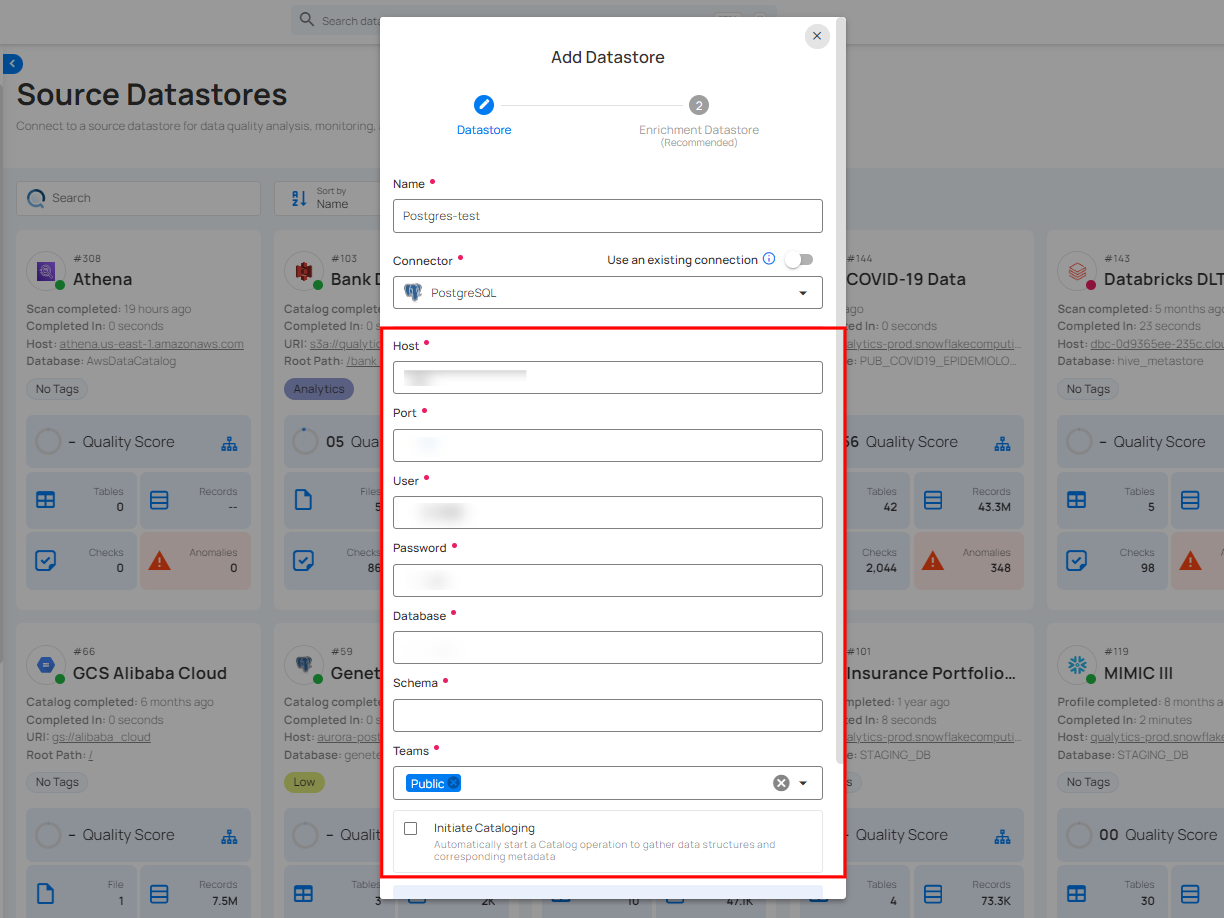 Search data
Source Datastores
Connect to a source datastore for data quality analysis, monitoring,
Search
Sort by
Name
#308
Athena
Scan completed: 19 hours ago
Completed In: 0 seconds
Host: athena.us-east-1.amazonaws.com
Database: AwsDataCatalog
No Tags
– Quality Score
Tables
0
Records
--
Checks
0
Anomalies
0
#103
Bank D
Catalog complete
Completed In: 0 s
URI: s3a://qualytic
Root Path: /bank.
Analytics
05 Qua
Files
5
Checks
86
Add Datastore
Datastore
2
Enrichment Datastore
(Recommended)
Name
Postgres-test
Connector
Use an existing connection
PostgreSQL
Host
Port
User
Password
Database
Schema
Teams
Public
Initiate Cataloging
Automatically start a Catalog operation to gather data structures and
corresponding metadata
#144
COVID-19 Data
ago
0 seconds
alytics-prod.snowflakecomputi...
e: PUB_COVID19_EPIDEMIOLO...
56 Quality Score
Tables
42
Records
43.3M
Checks
2,044
Anomalies
348
#143
Databricks DLT
Scan completed: 5 months ago
Completed In: 23 seconds
Host: dbc-0d9365ee-235c.clou
Database: hive_metastore
No Tags
– Quality Score
Tables
5
Checks
98
#66
GCS Alibaba Cloud
Catalog completed: 6 months ago
Completed In: 0 seconds
URI: gs://alibaba_cloud
Root Path: /
No Tags
– Quality Score
File
1
Records
7.5M
#59
Genet
Catalog complete
Completed In: 0 s
Host: aurora-post
Database: genete
Low
– Qualit
Tables
3
2K
10
47.1K
#101
Insurance Portfolio...
mpleted: 1 year ago
ed In: 8 seconds
alytics-prod.snowflakecomputi...
e: STAGING_DB
s
Quality Score
Tables
4
Records
73.3K
#119
MIMIC III
Profile completed: 8 months ago
Completed In: 2 minutes
Host: qualytics-prod.snowflake
Database: STAGING_DB
No Tags
00 Quality Score
Tables
30